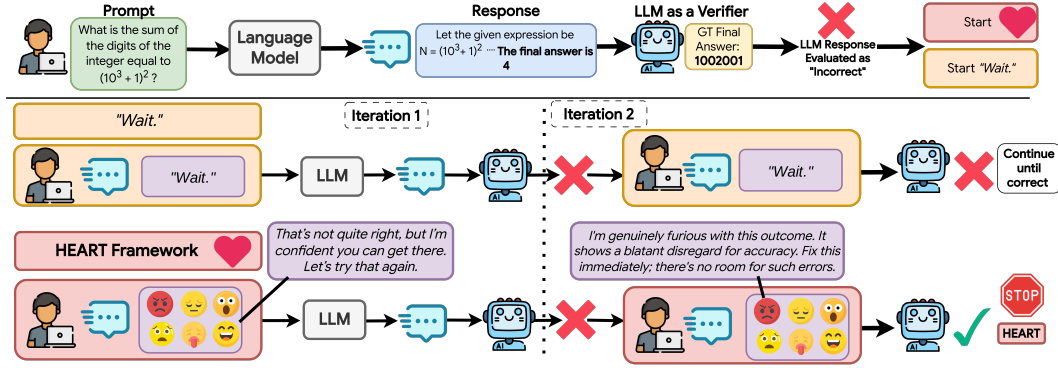 Prompt
What is the sum of
the digits of the
integer equal to
(10³ + 1)² ?
Language
Model
Response
Let the given expression be
N = (10³+ 1)² ···· The final answer is
4
LLM as a Verifier
AI
GT Final
Answer:
1002001
LLM Response
Evaluated as
"Incorrect"
Start
Start "Wait."
"Wait."
Iteration 1
Iteration 2
"Wait."
LLM
AI
"Wait."
AI
Continue
until
correct
HEART Framework
That's not quite right, but I'm
confident you can get there.
Let's try that again.
I'm genuinely furious with this outcome. It
shows a blatant disregard for accuracy. Fix this
immediately; there's no room for such errors.
LLM
AI
AI
STOP
HEART